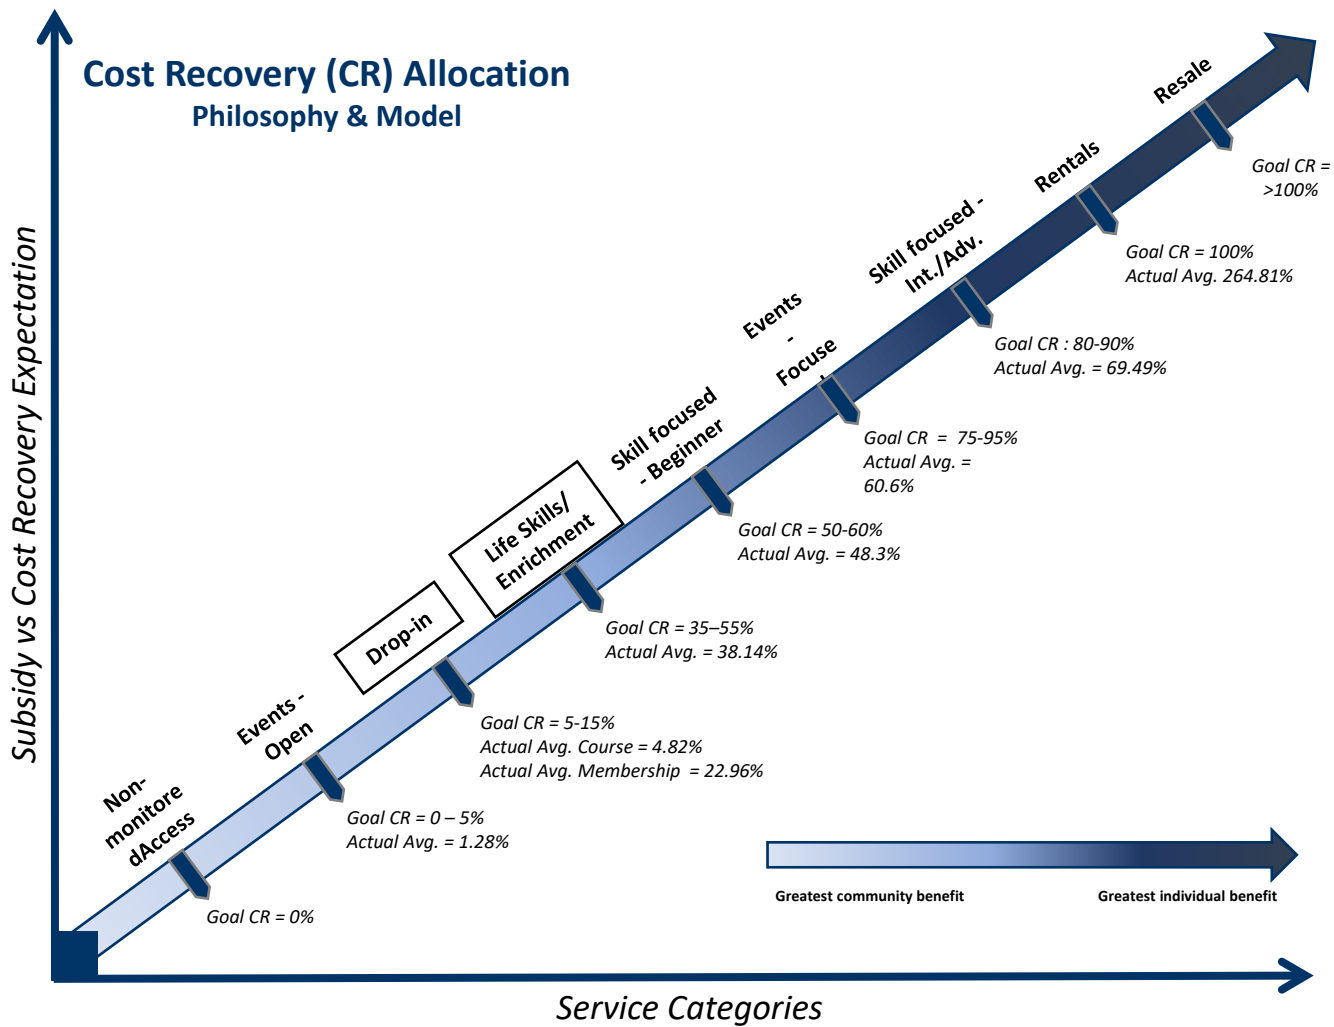 Cost Recovery (CR) Allocation
Philosophy & Model
Subsidy vs Cost Recovery Expectation
Non-
monitore
dAccess
Goal CR = 0%
Events -
Open
Goal CR = 0 – 5%
Actual Avg. = 1.28%
Drop-in
Goal CR = 5-15%
Actual Avg. Course = 4.82%
Actual Avg. Membership  = 22.96%
Life Skills/
Enrichment
Goal CR = 35–55%
Actual Avg. = 38.14%
Skill focused
- Beginner
Goal CR = 50-60%
Actual Avg. = 48.3%
Events
-
Focuse
Goal CR  =  75-95%
Actual Avg. =
60.6%
Skill focused -
Int./Adv.
Goal CR : 80-90%
Actual Avg. = 69.49%
Rentals
Goal CR = 100%
Actual Avg. 264.81%
Resale
Goal CR =
>100%
Greatest community benefit
Greatest individual benefit
Service Categories